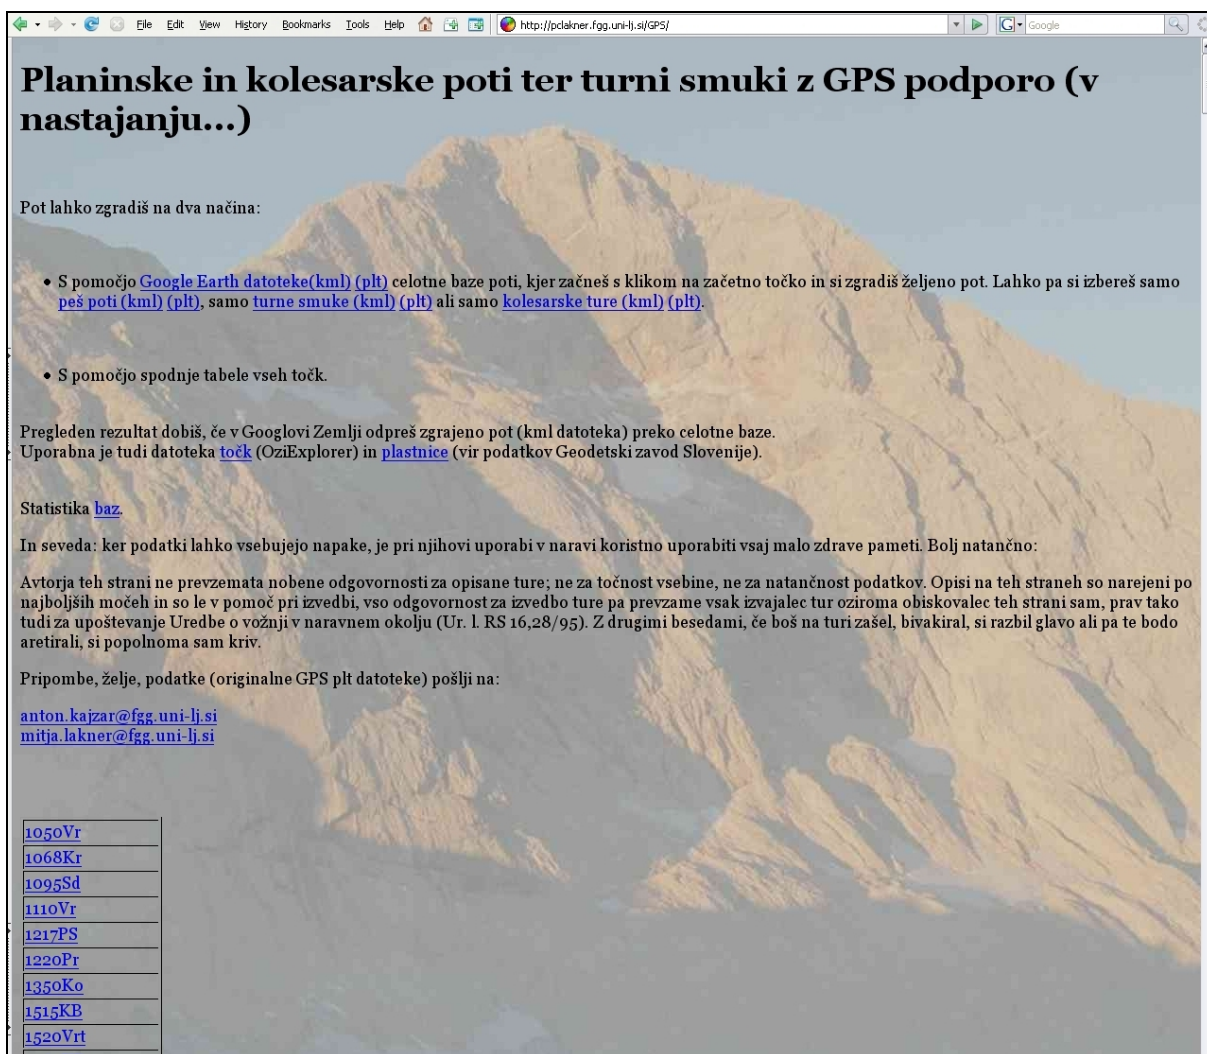 File Edit View History Bookmarks Tools Help http://pclakner.fgg.uni-lj.si/GPS/ G Google
Planinske in kolesarske poti ter turni smuki z GPS podporo (v
nastajanju...)
Pot lahko zgradiš na dva načina:
• S pomočjo Google Earth datoteke(kml) (plt) celotne baze poti, kjer začneš s klikom na začetno točko in si zgradiš željeno pot. Lahko pa si izbereš samo
peš poti (kml) (plt), samo turne smuke (kml) (plt) ali samo kolesarske ture (kml) (plt).
• S pomočjo spodnje tabele vseh točk.
Pregleden rezultat dobiš, če v Googlovi Zemlji odpreš zgrajeno pot (kml datoteka) preko celotne baze.
Uporabna je tudi datoteka točk (OziExplorer) in plastnice (vir podatkov Geodetski zavod Slovenije).
Statistika baz.
In seveda: ker podatki lahko vsebujejo napake, je pri njihovi uporabi v naravi koristno uporabiti vsaj malo zdrave pameti. Bolj natančno:
Avtorja teh strani ne prevzemata nobene odgovornosti za opisane ture; ne za točnost vsebine, ne za natančnost podatkov. Opisi na teh straneh so narejeni po
najboljših močeh in so le v pomoč pri izvedbi, vso odgovornost za izvedbo ture pa prevzame vsak izvajalec tur oziroma obiskovalec teh strani sam, prav tako
tudi za upoštevanje Uredbe o vožnji v naravnem okolju (Ur. l. RS 16,28/95). Z drugimi besedami, če boš na turi zašel, bivakiral, si razbil glavo ali pa te bodo
aretirali, si popolnoma sam kriv.
Pripombe, želje, podatke (originalne GPS plt datoteke) pošlji na:
anton.kajzar@fgg.uni-lj.si
mitja.lakner@fgg.uni-lj.si
1050Vr
1068Kr
1095Sd
1110Vr
1217PS
1220Pr
1350Ko
1515KB
1520Vrt